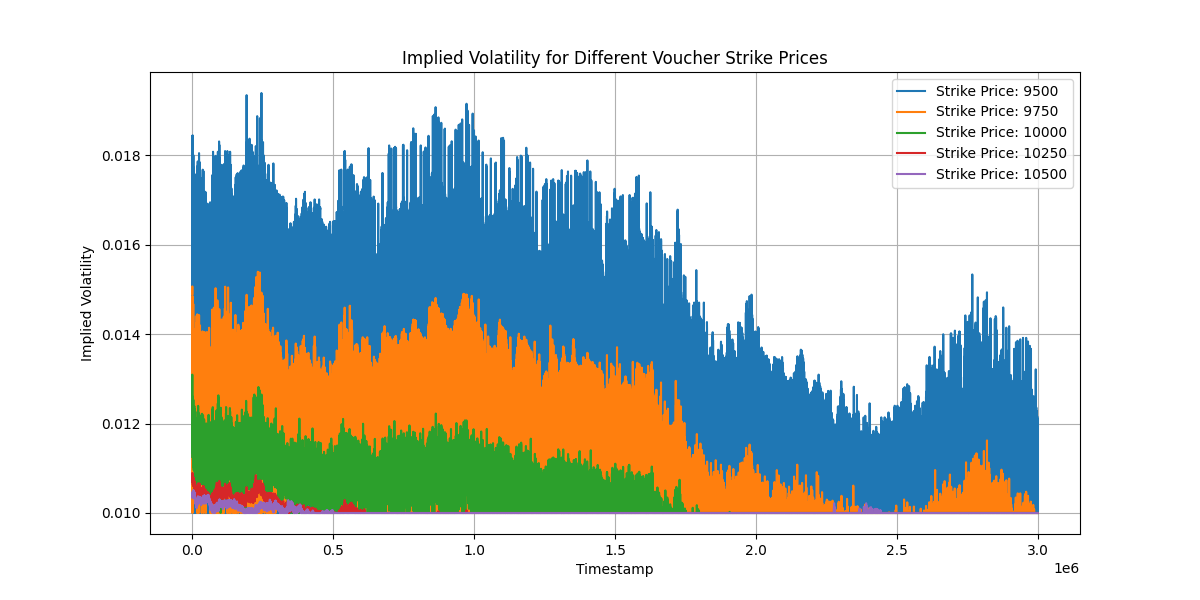 Implied Volatility for Different Voucher Strike Prices
Strike Price: 9500
Strike Price: 9750
Strike Price: 10000
Strike Price: 10250
Strike Price: 10500
Implied Volatility
0.018
0.016
0.014
0.012
0.010
0.0 0.5 1.0 1.5 2.0 2.5 3.0
1e6
Timestamp